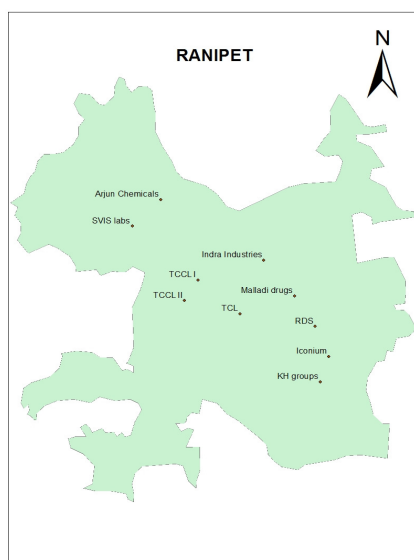 N
RANIPET
Arjun Chemicals
SVIS labs
Indra Industries
TCCL I
Malladi drugs
TCCL II
TCL
RDS
Iconium
KH groups